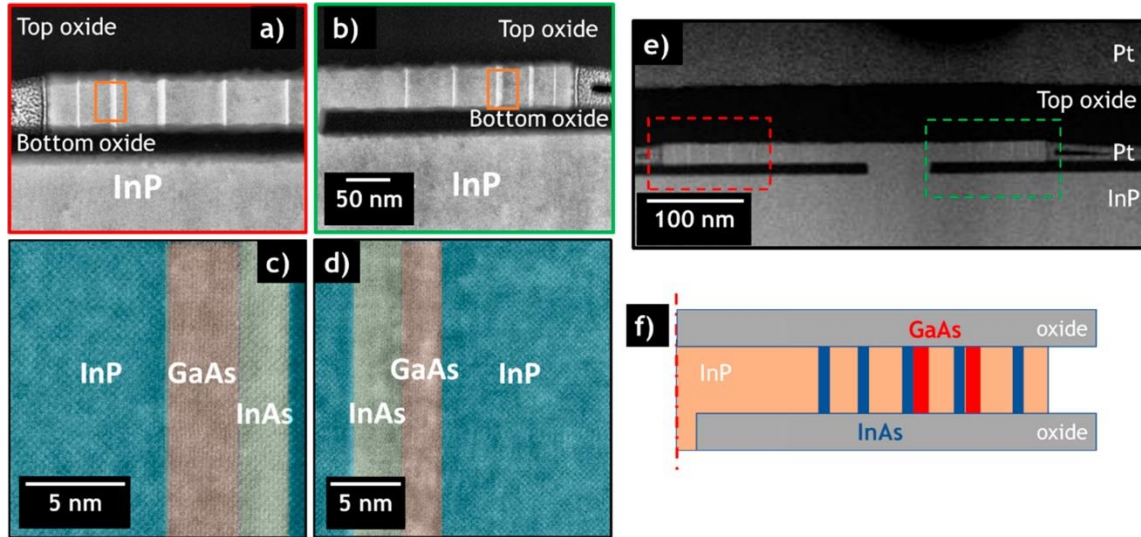 Top oxide
a)
Bottom oxide
InP
b)
Top oxide
Bottom oxide
50 nm
InP
e)
Pt
Top oxide
Pt
InP
100 nm
c)
InP
GaAs
InAs
5 nm
d)
InAs
GaAs
InP
5 nm
f)
GaAs
oxide
InP
InAs
oxide